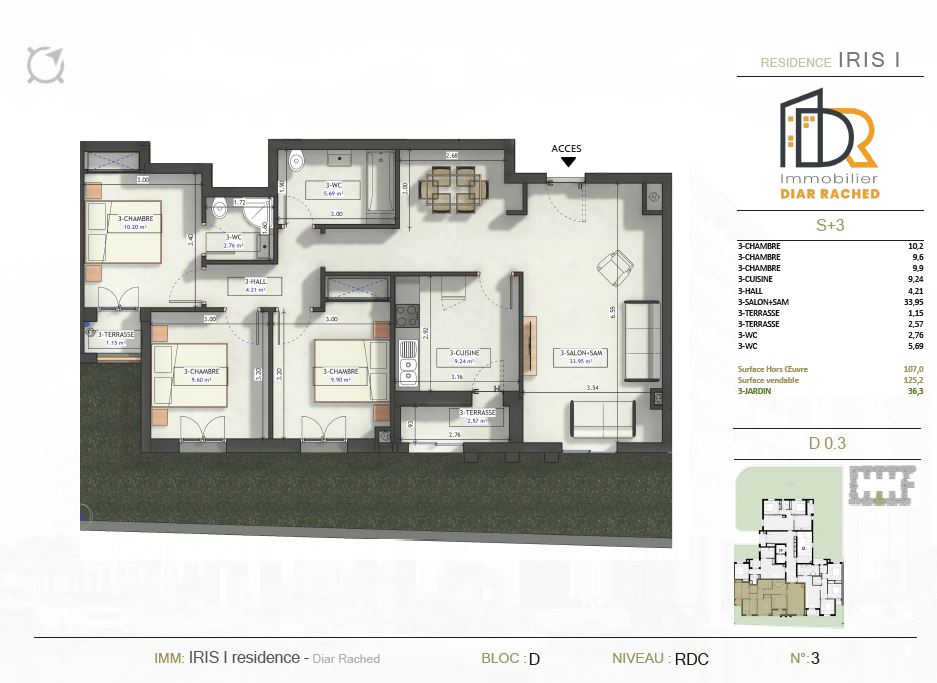 RESIDENCE IRIS I
DR
Immobilier
DIAR RACHED
S+3
3-CHAMBRE 10,2
3-CHAMBRE 9,6
3-CHAMBRE 9,9
3-CUISINE 9,24
3-HALL 4,21
3-SALON+SAM 33,95
3-TERRASSE 1,15
3-TERRASSE 2,57
3-WC 2,76
3-WC 5,69
Surface Hors Œuvre 107,0
Surface vendable 125,2
3-JARDIN 36,3
D 0.3
ACCES
2.68
3.00
3-WC
5.69 m²
1.90
2.00
3.00
1.72
3-CHAMBRE
10.20 m²
3.40
3-WC
2.76 m²
1.60
3-HALL
4.21 m²
3.00
3.00
6.55
3-TERRASSE
1.15 m²
2.92
3-CUISINE
9.24 m²
3.16
3-SALON+SAM
33.95 m²
3.54
3-CHAMBRE
9.60 m²
3.20
3.20
3-CHAMBRE
9.90 m²
3-TERRASSE
2.57 m²
93
2.76
IMM: IRIS I residence - Diar Rached
BLOC : D
NIVEAU : RDC
N°: 3